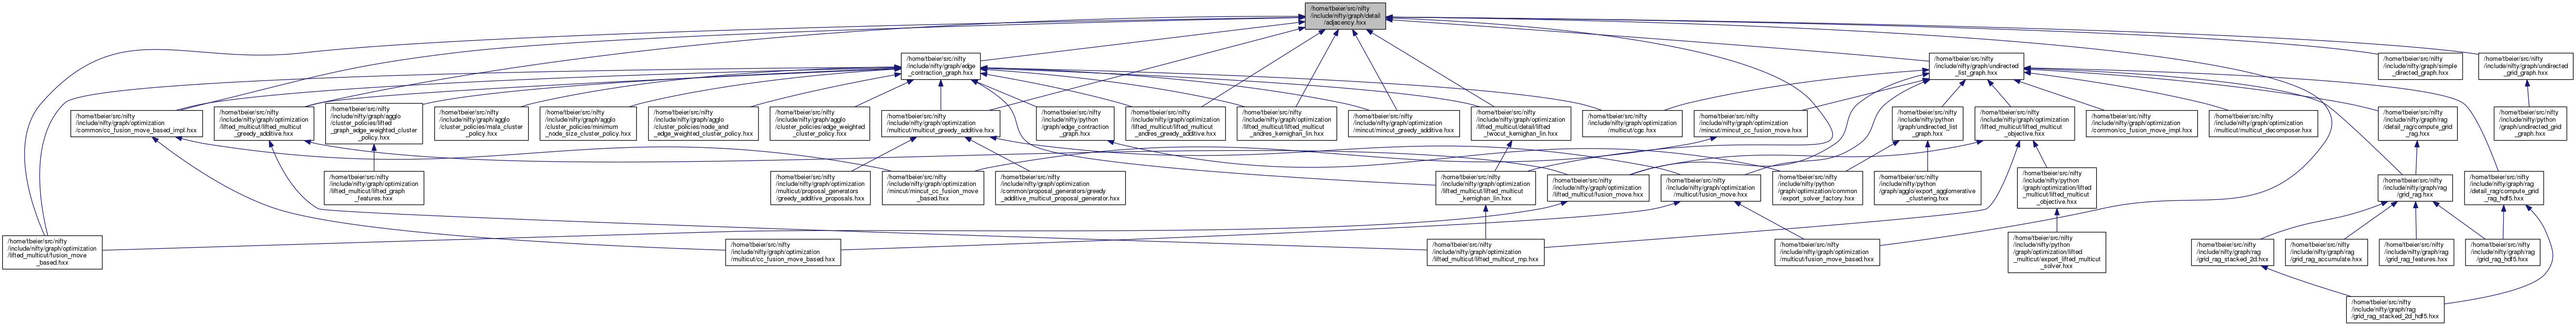 /home/tbeier/src/nifty
/include/nifty/graph/detail
/adjacency.hxx
/home/tbeier/src/nifty
/include/nifty/graph/edge
_contraction_graph.hxx
/home/tbeier/src/nifty
/include/nifty/graph/undirected
_list_graph.hxx
/home/tbeier/src/nifty
/include/nifty/graph/simple
_directed_graph.hxx
/home/tbeier/src/nifty
/include/nifty/graph/undirected
_grid_graph.hxx
/home/tbeier/src/nifty
/include/nifty/graph/optimization
/common/cc_fusion_move_based_impl.hxx
/home/tbeier/src/nifty
/include/nifty/graph/optimization
/lifted_multicut/lifted_multicut
_greedy_additive.hxx
/home/tbeier/src/nifty
/include/nifty/graph/agglo
/cluster_policies/lifted
_graph_edge_weighted_cluster
_policy.hxx
/home/tbeier/src/nifty
/include/nifty/graph/agglo
/cluster_policies/mala_cluster
_policy.hxx
/home/tbeier/src/nifty
/include/nifty/graph/agglo
/cluster_policies/minimum
_node_size_cluster_policy.hxx
/home/tbeier/src/nifty
/include/nifty/graph/agglo
/cluster_policies/node_and
_edge_weighted_cluster_policy.hxx
/home/tbeier/src/nifty
/include/nifty/graph/agglo
/cluster_policies/edge_weighted
_cluster_policy.hxx
/home/tbeier/src/nifty
/include/nifty/graph/optimization
/multicut/multicut_greedy_additive.hxx
/home/tbeier/src/nifty
/include/nifty/python
/graph/edge_contraction
_graph.hxx
/home/tbeier/src/nifty
/include/nifty/graph/optimization
/lifted_multicut/lifted_multicut
_andres_greedy_additive.hxx
/home/tbeier/src/nifty
/include/nifty/graph/optimization
/lifted_multicut/lifted_multicut
_andres_kernighan_lin.hxx
/home/tbeier/src/nifty
/include/nifty/graph/optimization
/mincut/mincut_greedy_additive.hxx
/home/tbeier/src/nifty
/include/nifty/graph/optimization
/lifted_multicut/detail/lifted
_twocut_kernighan_lin.hxx
/home/tbeier/src/nifty
/include/nifty/graph/optimization
/multicut/cgc.hxx
/home/tbeier/src/nifty
/include/nifty/graph/optimization
/mincut/mincut_cc_fusion_move.hxx
/home/tbeier/src/nifty
/include/nifty/python
/graph/undirected_list
_graph.hxx
/home/tbeier/src/nifty
/include/nifty/graph/optimization
/lifted_multicut/lifted_multicut
_objective.hxx
/home/tbeier/src/nifty
/include/nifty/graph/optimization
/common/cc_fusion_move_impl.hxx
/home/tbeier/src/nifty
/include/nifty/graph/optimization
/multicut/multicut_decomposer.hxx
/home/tbeier/src/nifty
/include/nifty/graph/rag
/detail_rag/compute_grid
_rag.hxx
/home/tbeier/src/nifty
/include/nifty/python
/graph/undirected_grid
_graph.hxx
/home/tbeier/src/nifty
/include/nifty/graph/optimization
/lifted_multicut/lifted_graph
_features.hxx
/home/tbeier/src/nifty
/include/nifty/graph/optimization
/multicut/proposal_generators
/greedy_additive_proposals.hxx
/home/tbeier/src/nifty
/include/nifty/graph/optimization
/mincut/mincut_cc_fusion_move
_based.hxx
/home/tbeier/src/nifty
/include/nifty/graph/optimization
/common/proposal_generators/greedy
_additive_multicut_proposal_generator.hxx
/home/tbeier/src/nifty
/include/nifty/graph/optimization
/lifted_multicut/lifted_multicut
_kernighan_lin.hxx
/home/tbeier/src/nifty
/include/nifty/graph/optimization
/lifted_multicut/fusion_move.hxx
/home/tbeier/src/nifty
/include/nifty/graph/optimization
/multicut/fusion_move.hxx
/home/tbeier/src/nifty
/include/nifty/python
/graph/optimization/common
/export_solver_factory.hxx
/home/tbeier/src/nifty
/include/nifty/python
/graph/agglo/export_agglomerative
_clustering.hxx
/home/tbeier/src/nifty
/include/nifty/python
/graph/optimization/lifted
_multicut/lifted_multicut
_objective.hxx
/home/tbeier/src/nifty
/include/nifty/graph/rag
/grid_rag.hxx
/home/tbeier/src/nifty
/include/nifty/graph/rag
/detail_rag/compute_grid
_rag_hdf5.hxx
/home/tbeier/src/nifty
/include/nifty/graph/optimization
/lifted_multicut/fusion_move
_based.hxx
/home/tbeier/src/nifty
/include/nifty/graph/optimization
/multicut/cc_fusion_move_based.hxx
/home/tbeier/src/nifty
/include/nifty/graph/optimization
/lifted_multicut/lifted_multicut_mp.hxx
/home/tbeier/src/nifty
/include/nifty/graph/optimization
/multicut/fusion_move_based.hxx
/home/tbeier/src/nifty
/include/nifty/python
/graph/optimization/lifted
_multicut/export_lifted_multicut
_solver.hxx
/home/tbeier/src/nifty
/include/nifty/graph/rag
/grid_rag_stacked_2d.hxx
/home/tbeier/src/nifty
/include/nifty/graph/rag
/grid_rag_accumulate.hxx
/home/tbeier/src/nifty
/include/nifty/graph/rag
/grid_rag_features.hxx
/home/tbeier/src/nifty
/include/nifty/graph/rag
/grid_rag_hdf5.hxx
/home/tbeier/src/nifty
/include/nifty/graph/rag
/grid_rag_stacked_2d_hdf5.hxx